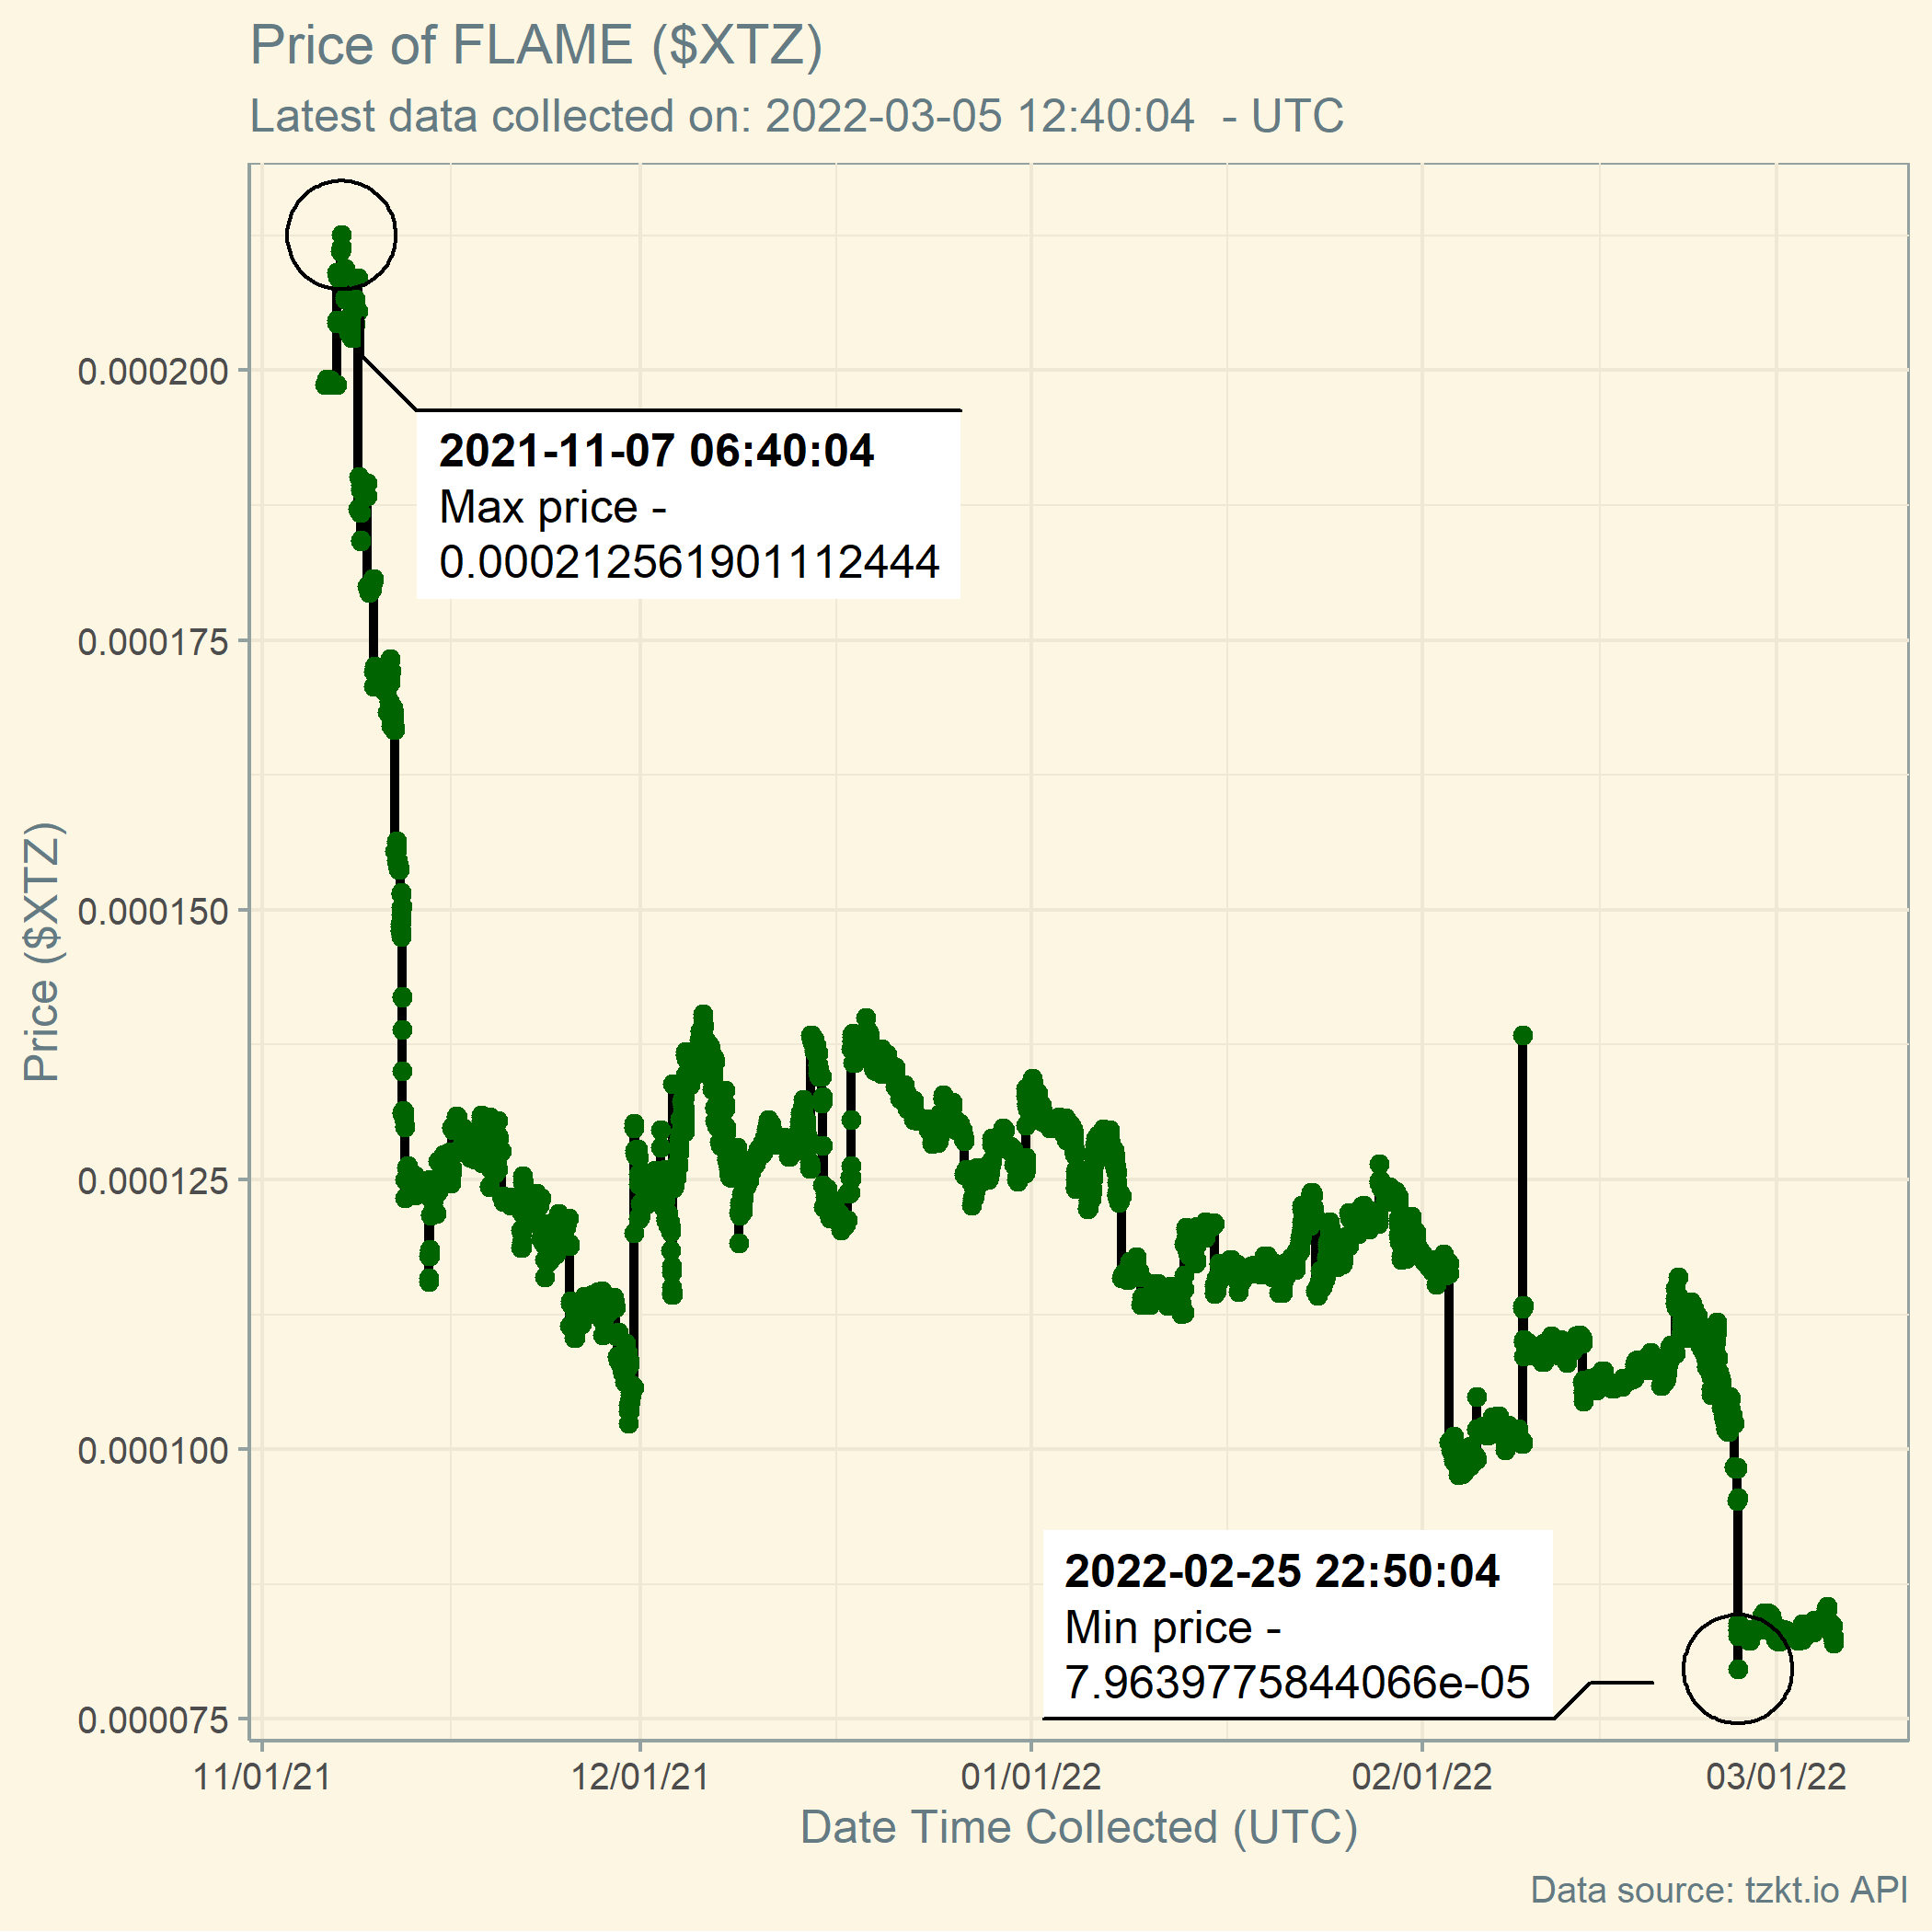 Price of FLAME ($XTZ)
Latest data collected on: 2022-03-05 12:40:04 - UTC
2021-11-07 06:40:04
Max price -
0.000212561901112444
0.000200
0.000175
0.000150
0.000125
0.000100
0.000075
Price ($XTZ)
2022-02-25 22:50:04
Min price -
7.9639775844066e-05
11/01/21
12/01/21
01/01/22
02/01/22
03/01/22
Date Time Collected (UTC)
Data source: tzkt.io API